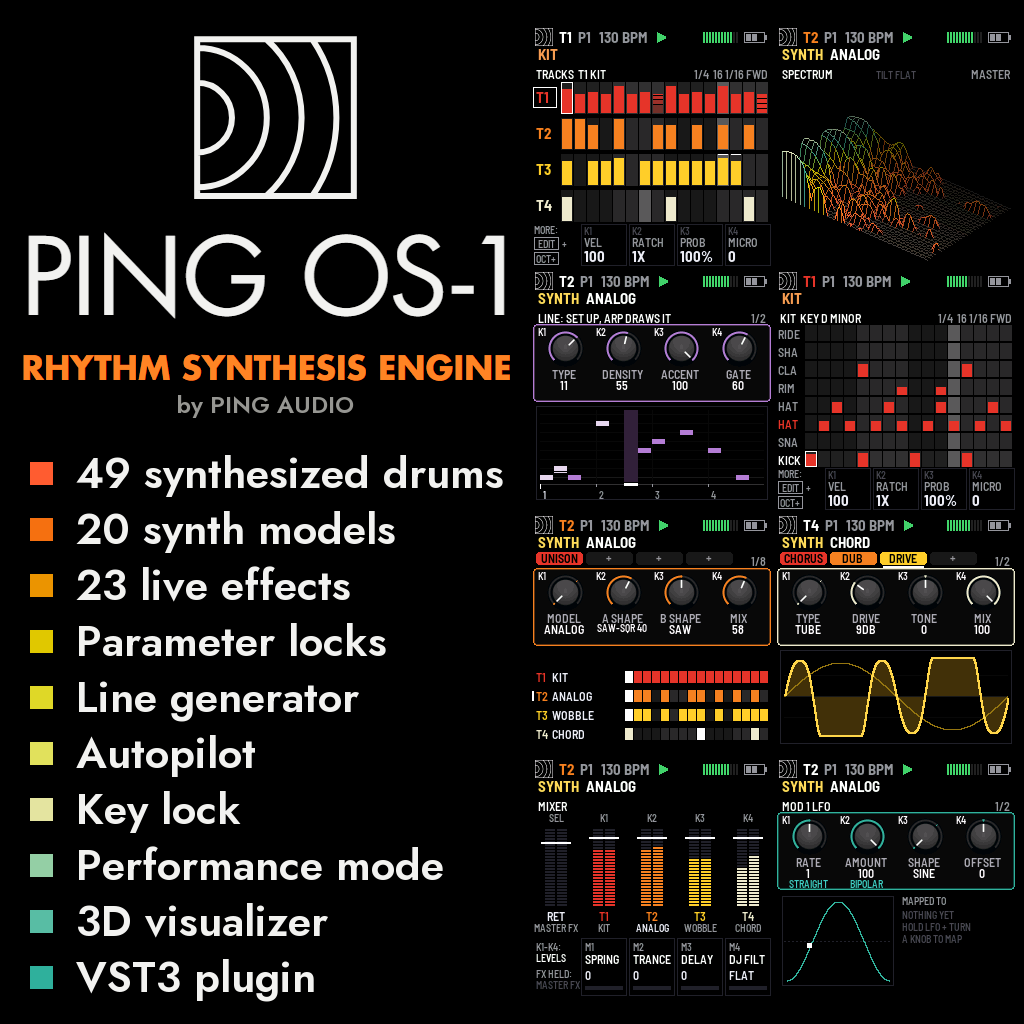 PING OS-1
RHYTHM SYNTHESIS ENGINE
by PING AUDIO
49 synthesized drums
20 synth models
23 live effects
Parameter locks
Line generator
Autopilot
Key lock
Performance mode
3D visualizer
VST3 plugin
T1 P1 130 BPM
KIT
TRACKS T1 KIT 1/4 16 1/16 FWD
T1
T2
T3
T4
MORE:
EDIT +
OCT+
K1 K2 K3 K4
VEL RATCH PROB MICRO
100 1X 100% 0
T2 P1 130 BPM
SYNTH ANALOG
SPECTRUM TILT FLAT MASTER
T2 P1 130 BPM
SYNTH ANALOG
LINE: SET UP, ARP DRAWS IT 1/2
K1 K2 K3 K4
TYPE DENSITY ACCENT GATE
11 55 100 60
1 2 3 4
T1 P1 130 BPM
KIT
KIT KEY D MINOR 1/4 16 1/16 FWD
RIDE
SHA
CLA
RIM
HAT
HAT
SNA
KICK
MORE:
EDIT +
OCT+
K1 K2 K3 K4
VEL RATCH PROB MICRO
100 1X 100% 0
T2 P1 130 BPM
SYNTH ANALOG
UNISON + + + 1/8
K1 K2 K3 K4
MODEL A SHAPE B SHAPE MIX
ANALOG SAW-SQR 40 SAW 58
T1 KIT
T2 ANALOG
T3 WOBBLE
T4 CHORD
T4 P1 130 BPM
SYNTH CHORD
CHORUS DUB DRIVE + 1/2
K1 K2 K3 K4
TYPE DRIVE TONE MIX
TUBE 9DB 0 100
T2 P1 130 BPM
SYNTH ANALOG
MIXER
SEL K1 K2 K3 K4
RET T1 T2 T3 T4
MASTER FX KIT ANALOG WOBBLE CHORD
K1-K4:
LEVELS
FX HELD:
MASTER FX
M1 M2 M3 M4
SPRING TRANCE DELAY DJ FILT
0 0 0 FLAT
T2 P1 130 BPM
SYNTH ANALOG
MOD 1 LFO 1/2
K1 K2 K3 K4
RATE AMOUNT SHAPE OFFSET
1 100 SINE 0
STRAIGHT BIPOLAR
MAPPED TO
NOTHING YET
HOLD LFO + TURN
A KNOB TO MAP